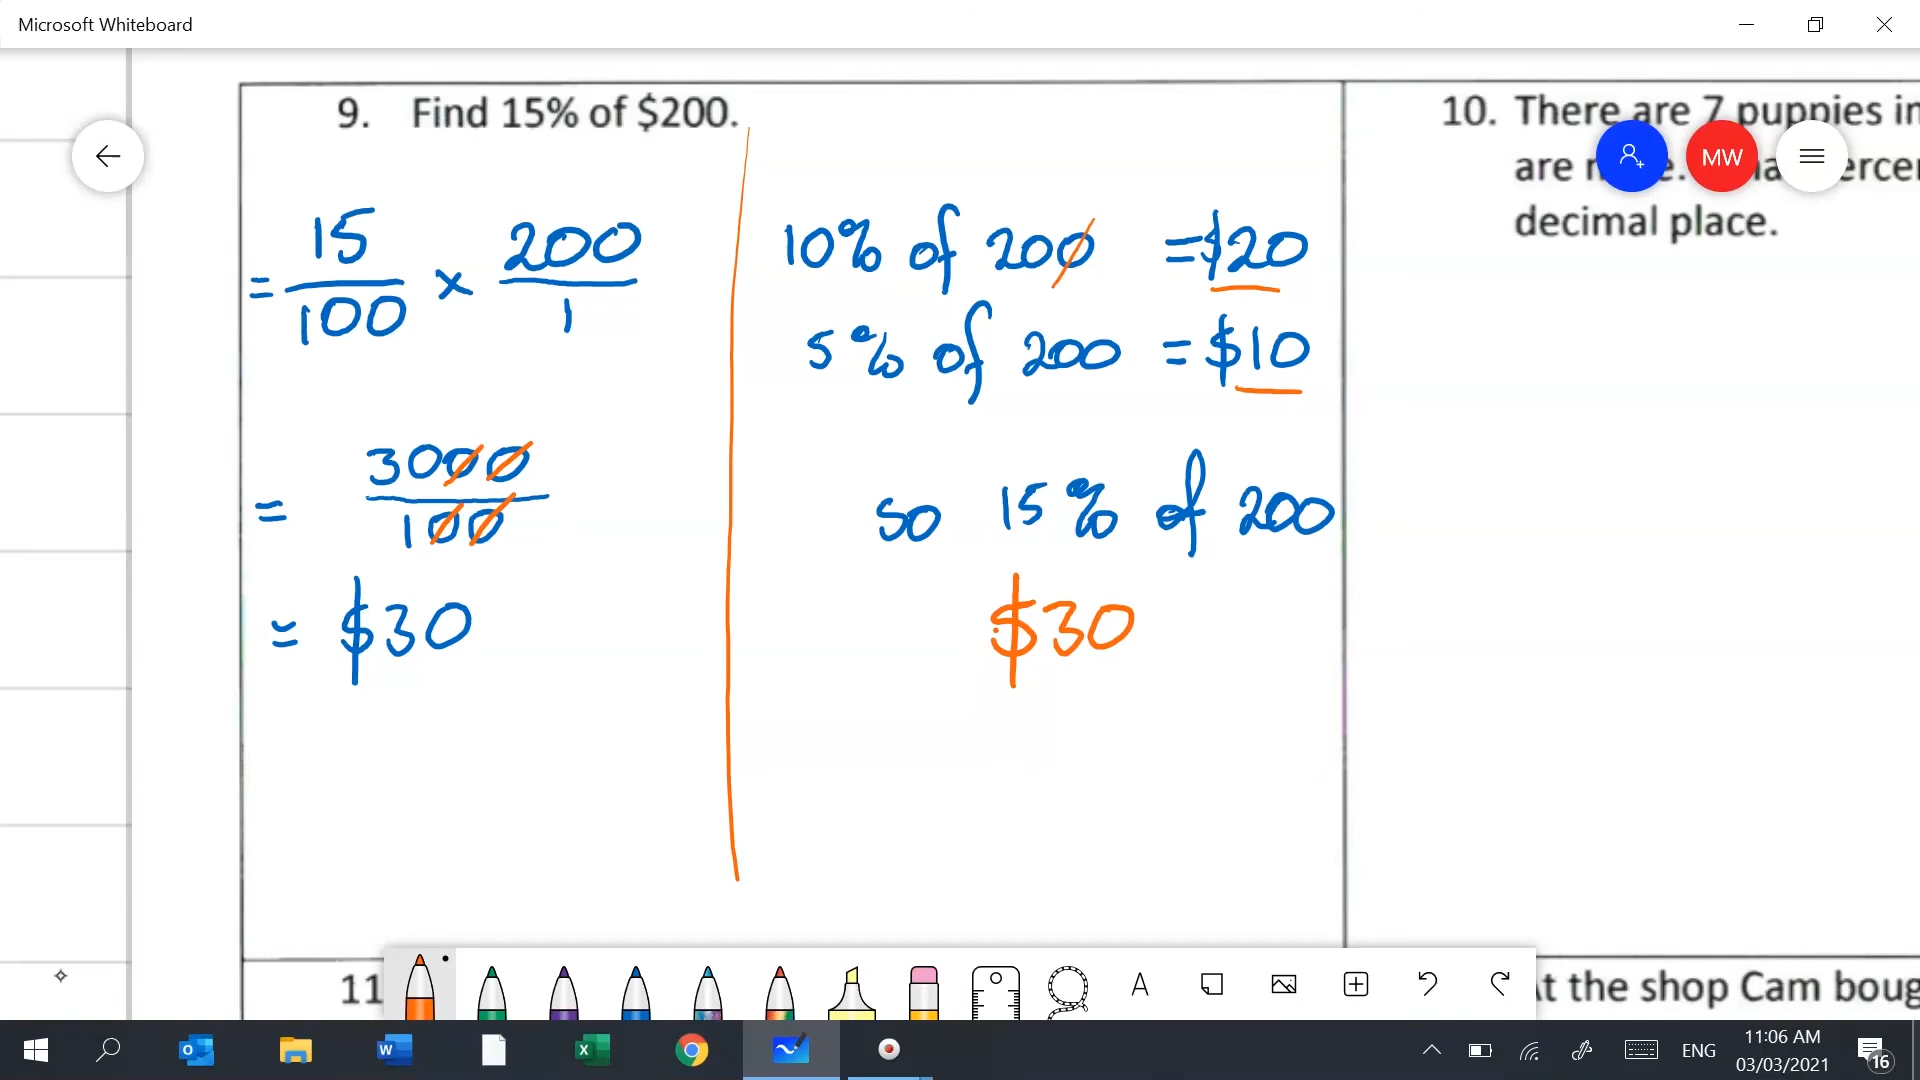 Microsoft Whiteboard
9. Find 15% of $200.
= 15/100 × 200/1
= 3000/100
= $30
10% of 200 = $20
5% of 200 = $10
so 15% of 200
$30
10. There are 7 puppies in
are
decimal place.
MW
11
At the shop Cam boug
A
ENG
11:06 AM
03/03/2021
16